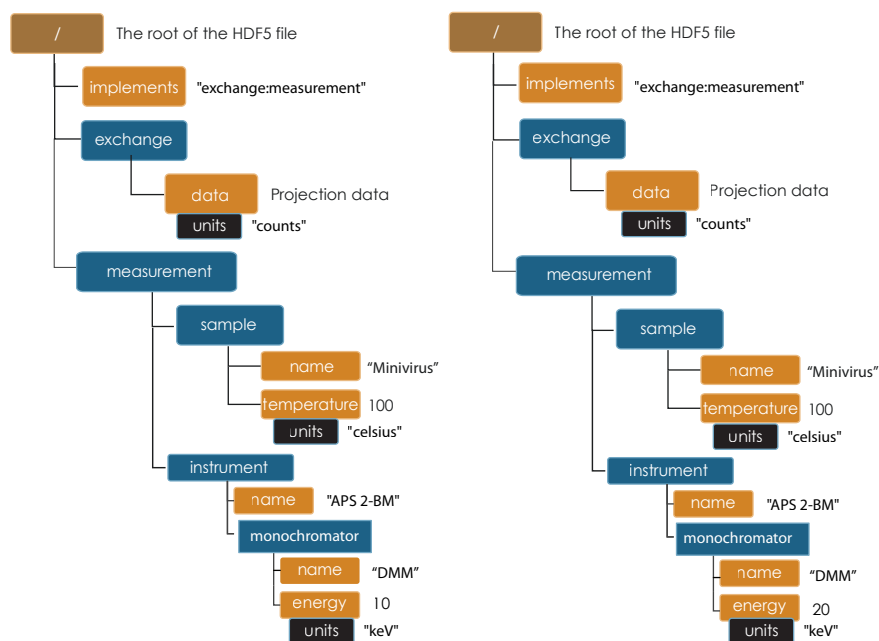 / The root of the HDF5 file
implements "exchange:measurement"
exchange
data Projection data
units "counts"
measurement
sample
name “Minivirus”
temperature 100
units "celsius"
instrument
name "APS 2-BM"
monochromator
name “DMM”
energy 10
units "keV"
/ The root of the HDF5 file
implements "exchange:measurement"
exchange
data Projection data
units "counts"
measurement
sample
name “Minivirus”
temperature 100
units "celsius"
instrument
name "APS 2-BM"
monochromator
name “DMM”
energy 20
units "keV"